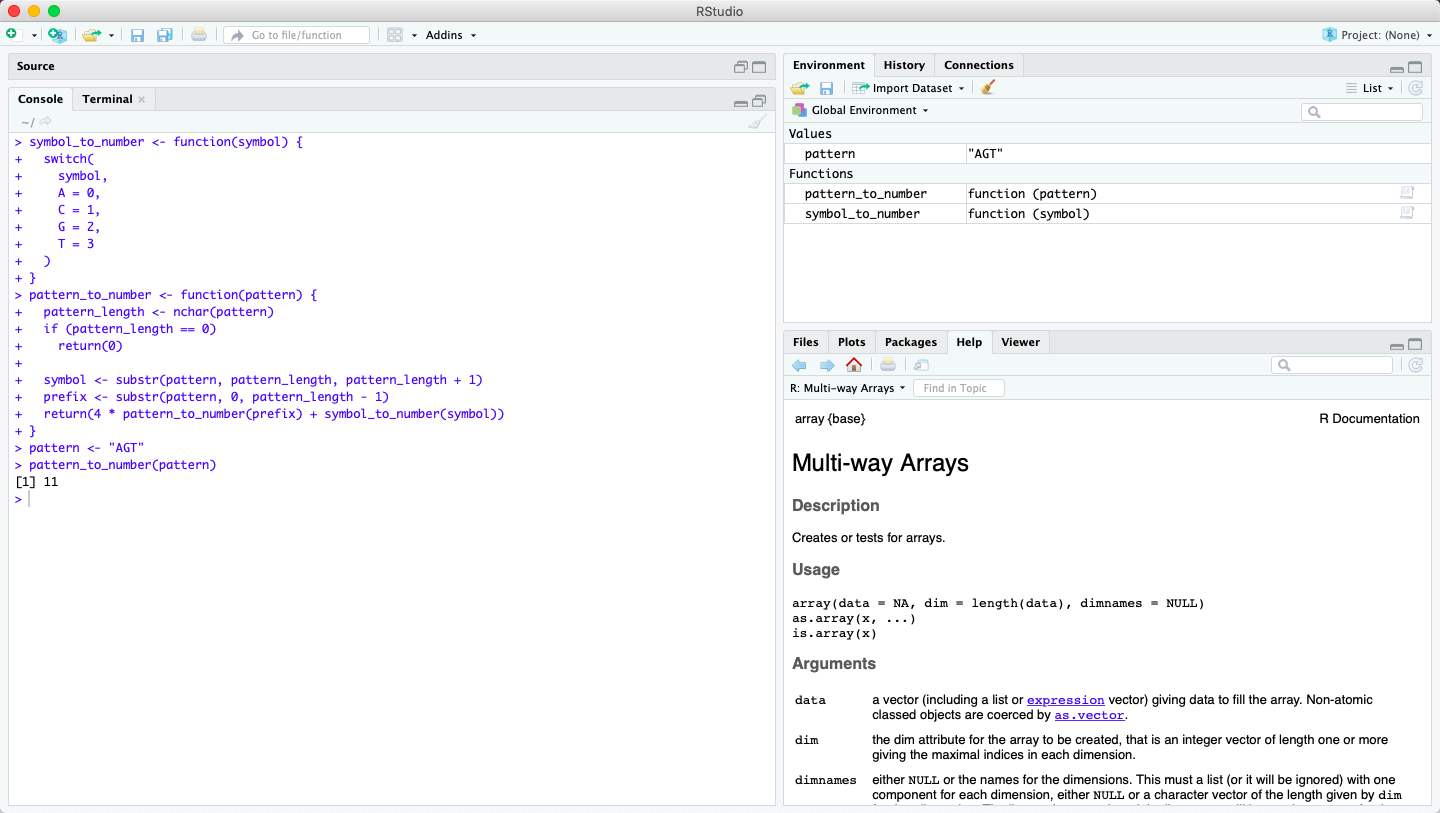 RStudio
Go to file/function
Addins
Project: (None)
Source
Console Terminal
~/
> symbol_to_number <- function(symbol) {
+   switch(
+     symbol,
+     A = 0,
+     C = 1,
+     G = 2,
+     T = 3
+   )
+ }
> pattern_to_number <- function(pattern) {
+   pattern_length <- nchar(pattern)
+   if (pattern_length == 0)
+     return(0)
+
+   symbol <- substr(pattern, pattern_length, pattern_length + 1)
+   prefix <- substr(pattern, 0, pattern_length - 1)
+   return(4 * pattern_to_number(prefix) + symbol_to_number(symbol))
+ }
> pattern <- "AGT"
> pattern_to_number(pattern)
[1] 11
>
Environment History Connections
Import Dataset List
Global Environment
Values
pattern "AGT"
Functions
pattern_to_number function (pattern)
symbol_to_number function (symbol)
Files Plots Packages Help Viewer
R: Multi-way Arrays Find in Topic
array {base} R Documentation
Multi-way Arrays
Description
Creates or tests for arrays.
Usage
array(data = NA, dim = length(data), dimnames = NULL)
as.array(x, ...)
is.array(x)
Arguments
data a vector (including a list or expression vector) giving data to fill the array. Non-atomic
classed objects are coerced by as.vector.
dim the dim attribute for the array to be created, that is an integer vector of length one or more
giving the maximal indices in each dimension.
dimnames either NULL or the names for the dimensions. This must a list (or it will be ignored) with one
component for each dimension, either NULL or a character vector of the length given by dim